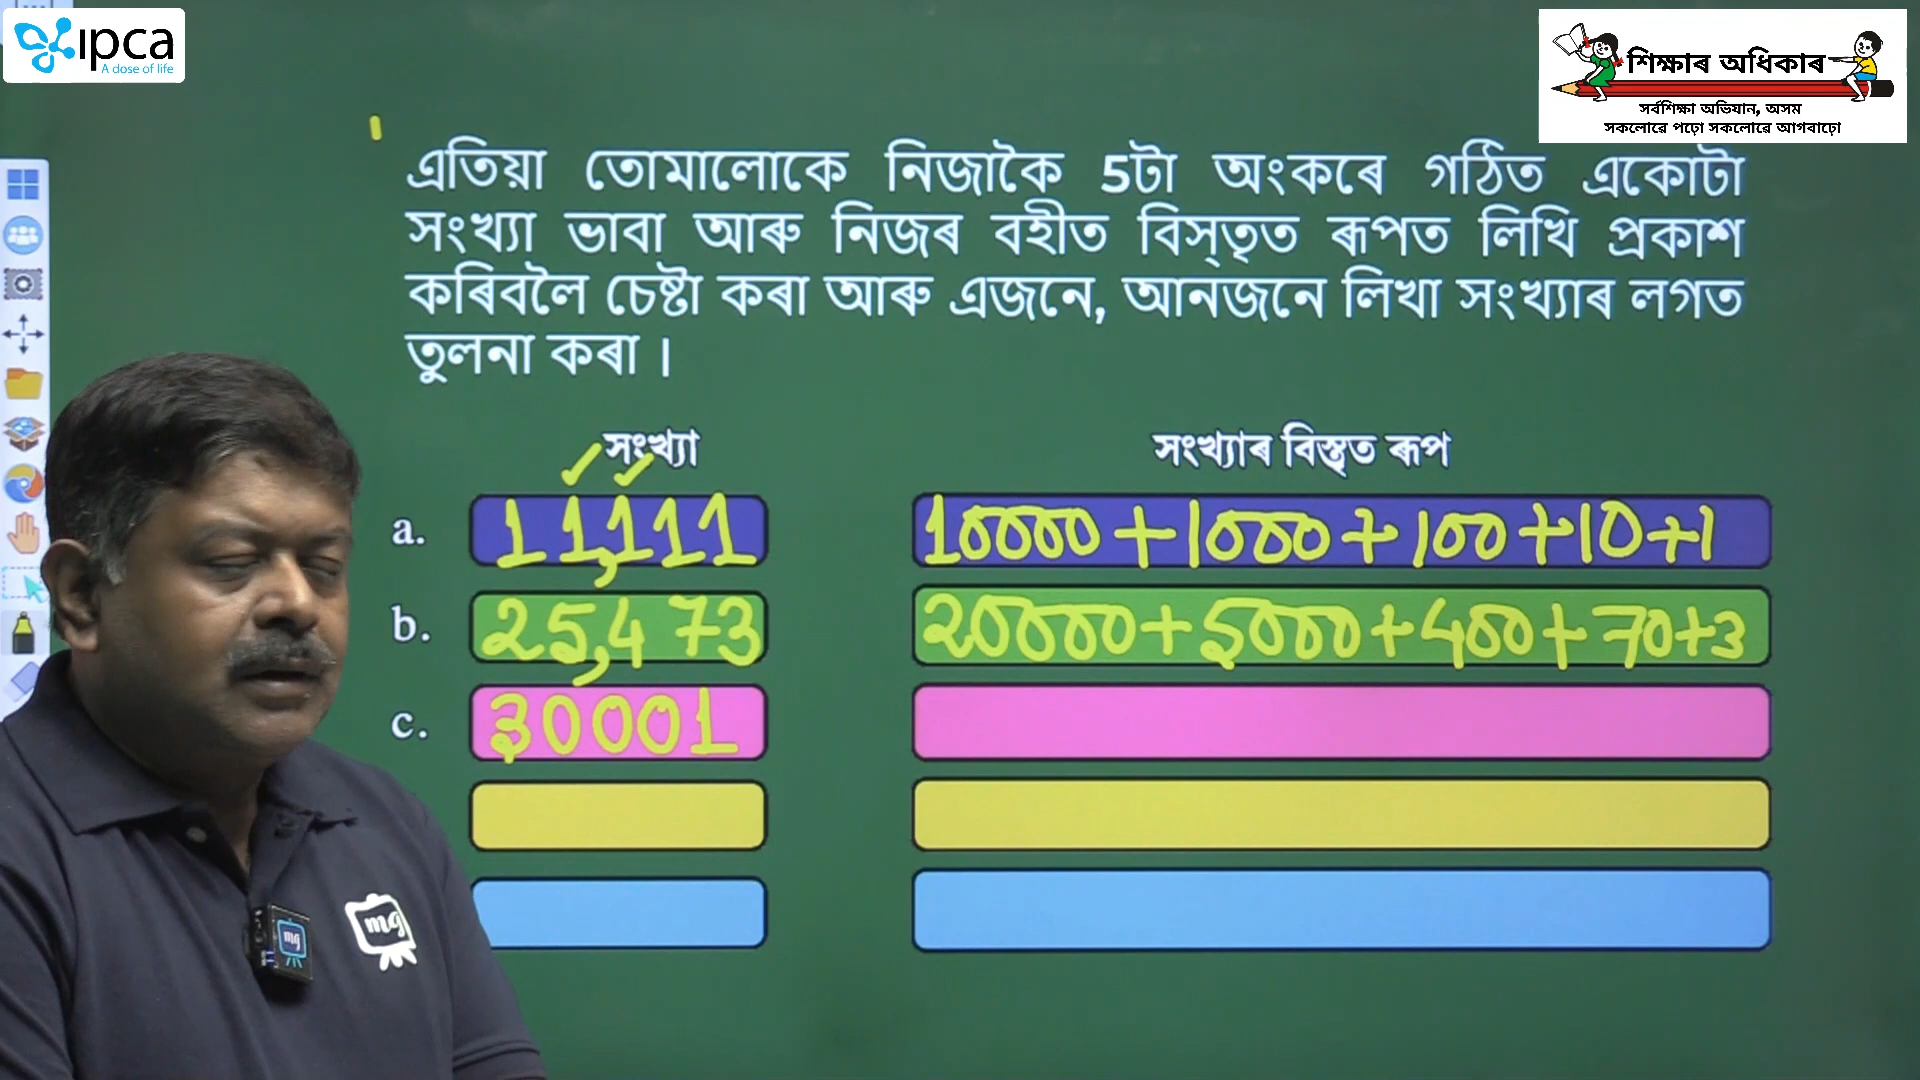 ipca
A dose of life
শিক্ষাৰ অধিকাৰ
সৰ্বশিক্ষা অভিযান, অসম
সকলোৱে পঢ়ো সকলোৱে আগবাঢ়ো
এতিয়া তোমালোকে নিজাকৈ 5টা অংকৰে গঠিত একোটা
সংখ্যা ভাবা আৰু নিজৰ বহীত বিস্‌তৃত ৰূপত লিখি প্ৰকাশ
কৰিবলৈ চেষ্টা কৰা আৰু এজনে, আনজনে লিখা সংখ্যাৰ লগত
তুলনা কৰা ।
সংখ্যা সংখ্যাৰ বিস্তৃত ৰূপ
a. 11,111 10000+1000+100+10+1
b. 25,473 20000+5000+400+70+3
c. 30001
mg
mg